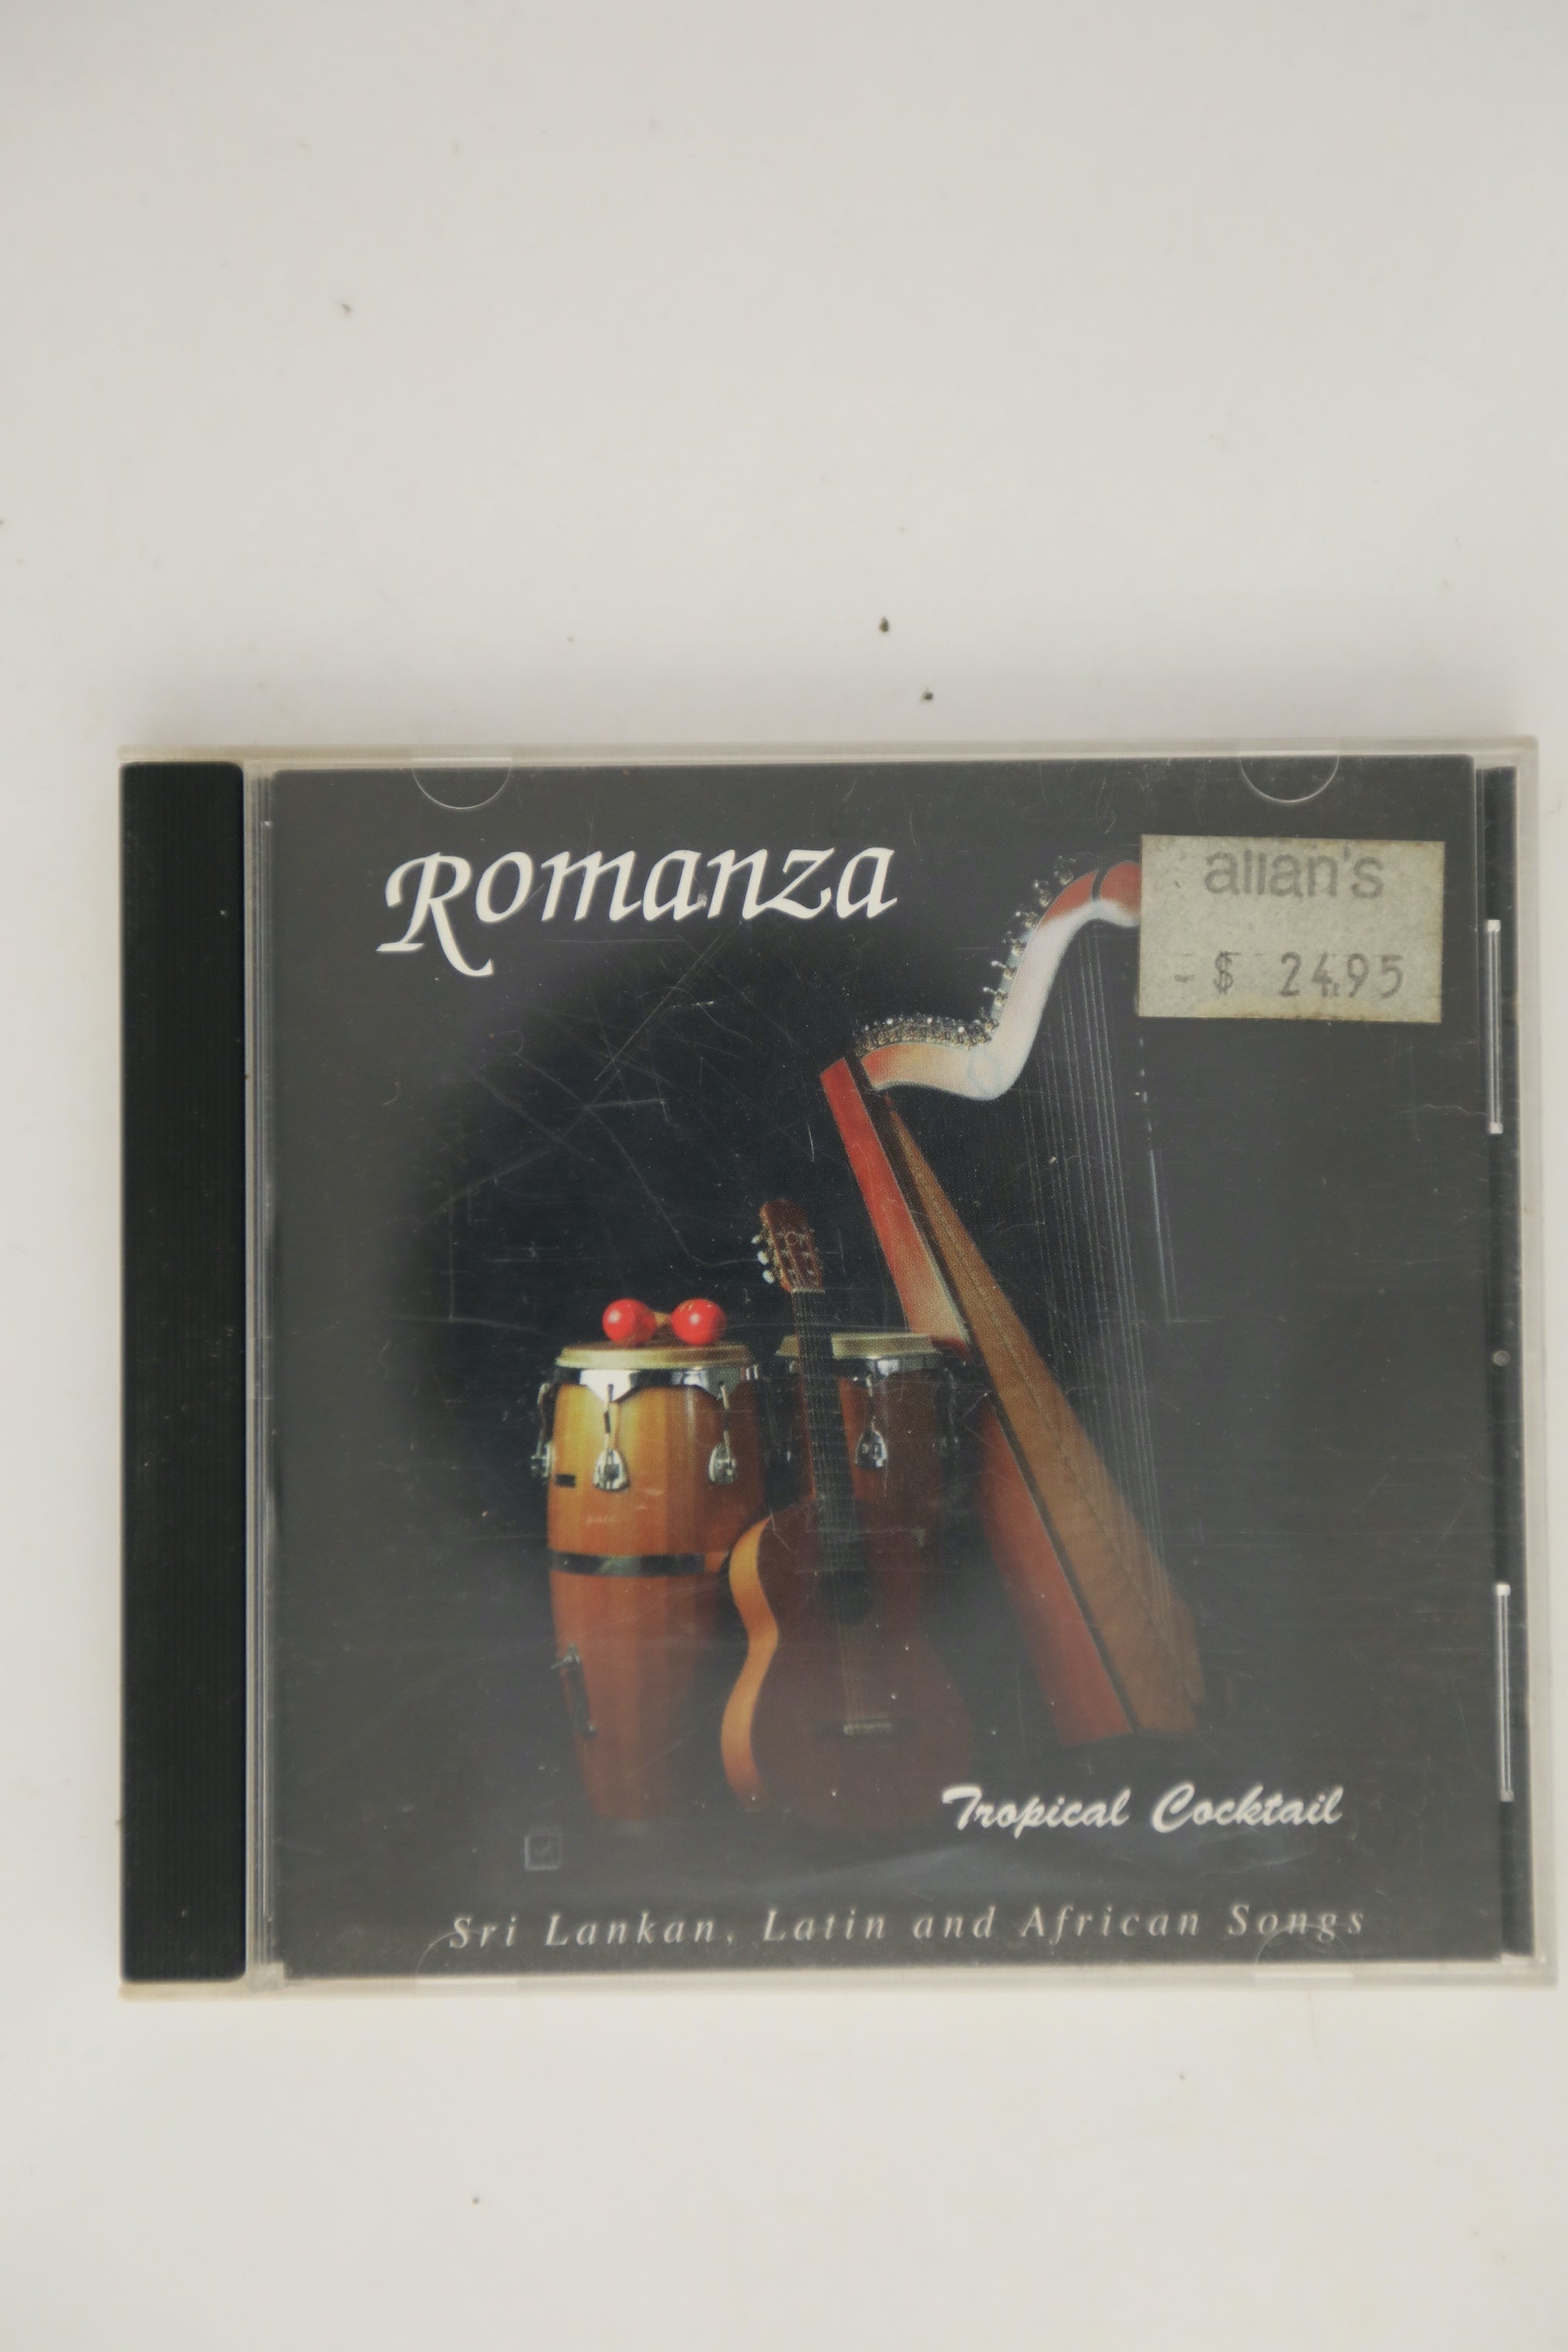 Romanza
allan's
- $ 24.95
Tropical Cocktail
Sri Lankan, Latin and African Songs